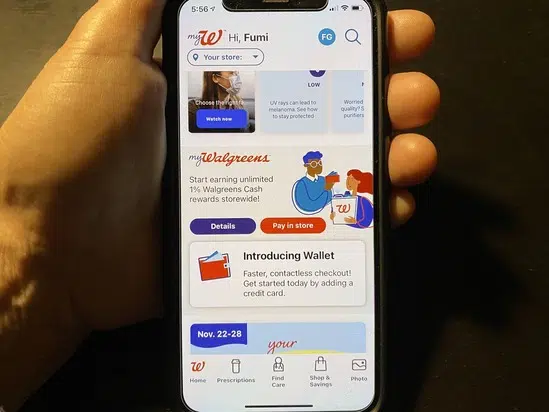 5:56
myW Hi, Fumi FG
Your store:
Choose the right
Watch now
LOW
UV rays can lead to
melanoma. See how
to stay protected
Worried
quality? S
purifiers
myWalgreens
Start earning unlimited
1% Walgreens Cash
rewards storewide!
Details
Pay in store
W
Introducing Wallet
Faster, contactless checkout!
Get started today by adding a
credit card.
Nov. 22-28
your
W
Home
Prescriptions
Find
Care
Shop &
Savings
Photo